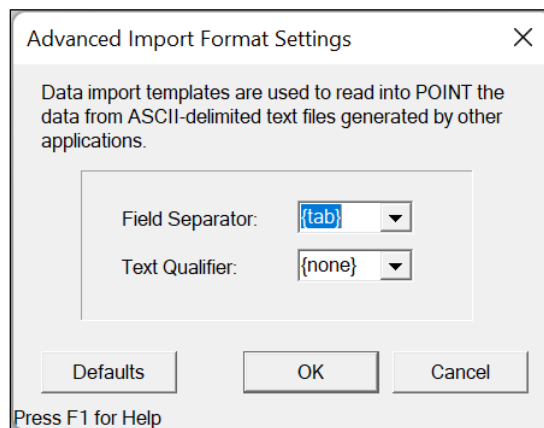 Advanced Import Format Settings
Data import templates are used to read into POINT the
data from ASCII-delimited text files generated by other
applications.
Field Separator: {tab}
Text Qualifier: {none}
Defaults OK Cancel
Press F1 for Help